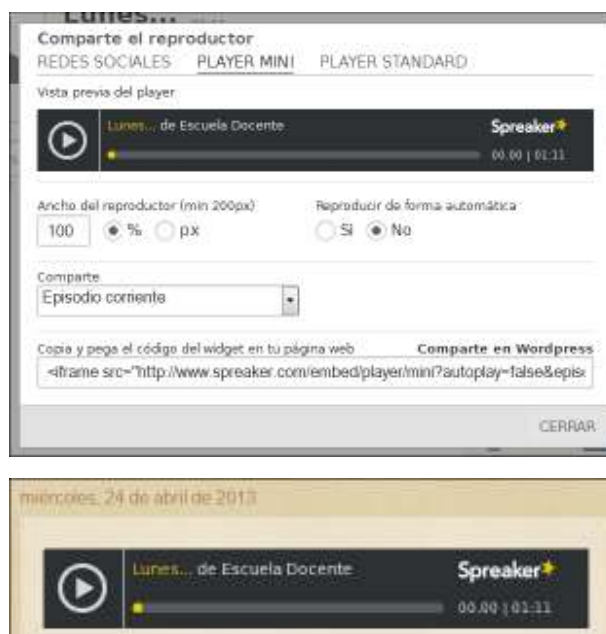 Lunes...
Comparte el reproductor
REDES SOCIALES PLAYER MINI PLAYER STANDARD
Vista previa del player
Lunes... de Escuela Docente Spreaker
00.00 | 01:11
Ancho del reproductor (min 200px) Reproducir de forma automática
100 % px Si No
Comparte
Episodio corriente
Copia y pega el código del widget en tu página web Comparte en Wordpress
<iframe src="http://www.spreaker.com/embed/player/mini?autoplay=false&epis
CERRAR
miércoles, 24 de abril de 2013
Lunes... de Escuela Docente Spreaker
00.00 | 01:11